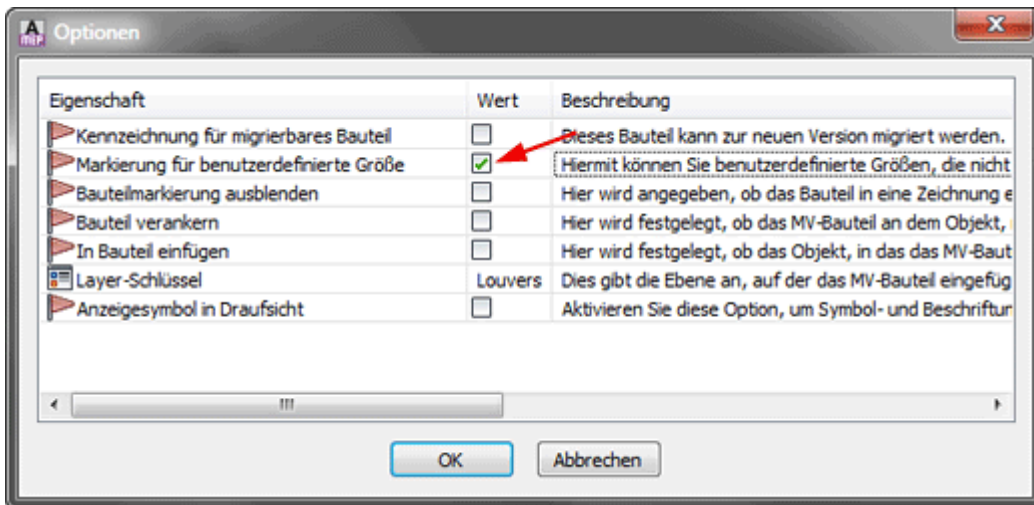 A MEP Optionen
Eigenschaft Wert Beschreibung
Kennzeichnung für migrierbares Bauteil Dieses Bauteil kann zur neuen Version migriert werden.
Markierung für benutzerdefinierte Größe Hiermit können Sie benutzerdefinierte Größen, die nicht
Bauteilmarkierung ausblenden Hier wird angegeben, ob das Bauteil in eine Zeichnung e
Bauteil verankern Hier wird festgelegt, ob das MV-Bauteil an dem Objekt,
In Bauteil einfügen Hier wird festgelegt, ob das Objekt, in das das MV-Baut
Layer-Schlüssel Louvers Dies gibt die Ebene an, auf der das MV-Bauteil eingefüg
Anzeigesymbol in Draufsicht Aktivieren Sie diese Option, um Symbol- und Beschriftun
OK Abbrechen